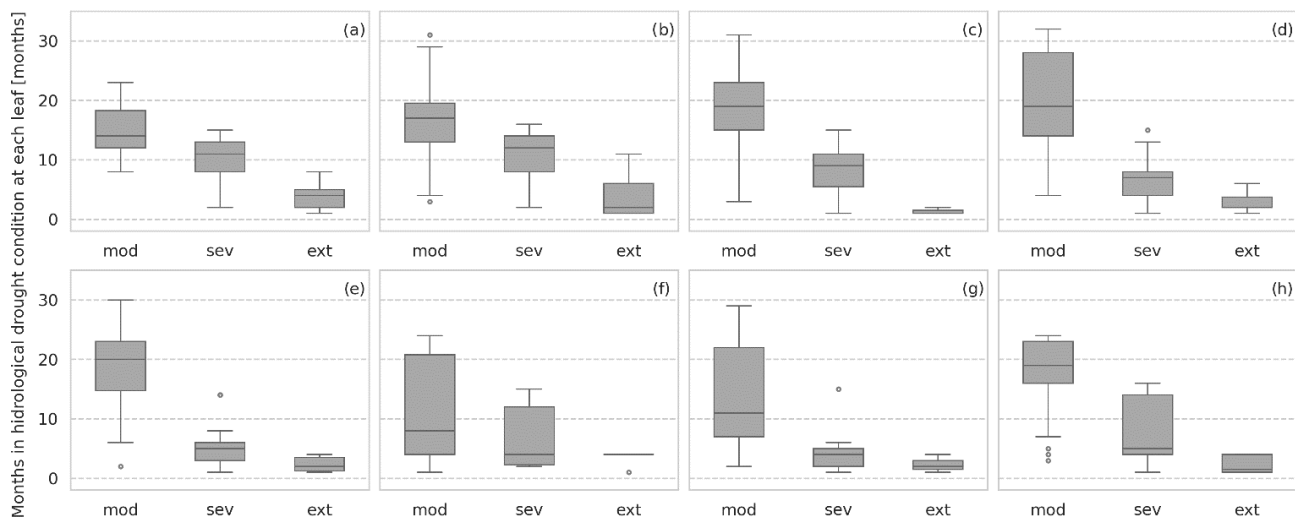 Months in hidrological drought condition at each leaf [months]
(a) (b) (c) (d)
30
20
10
0
mod sev ext mod sev ext mod sev ext mod sev ext
(e) (f) (g) (h)
30
20
10
0
mod sev ext mod sev ext mod sev ext mod sev ext